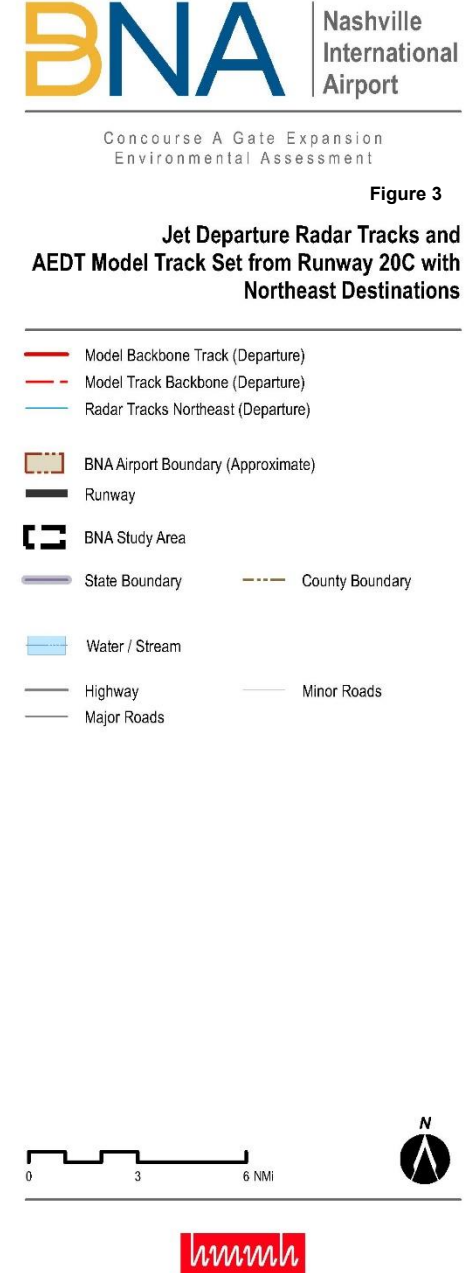 BNA
Nashville
International
Airport
Concourse A Gate Expansion
Environmental Assessment
Figure 3
Jet Departure Radar Tracks and
AEDT Model Track Set from Runway 20C with
Northeast Destinations
Model Backbone Track (Departure)
Model Track Backbone (Departure)
Radar Tracks Northeast (Departure)
BNA Airport Boundary (Approximate)
Runway
BNA Study Area
State Boundary County Boundary
Water / Stream
Highway Minor Roads
Major Roads
N
0 3 6 NMi
hmmh